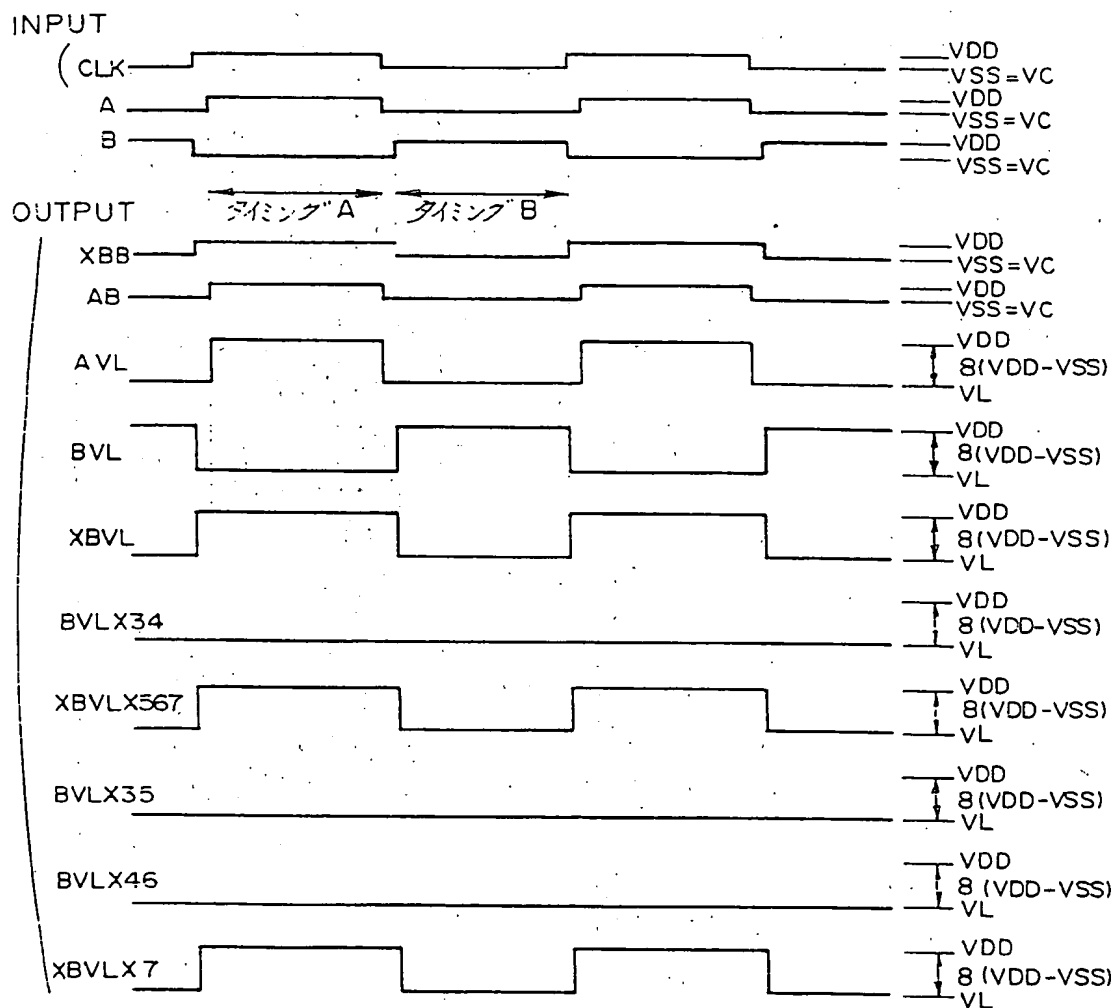 INPUT
CLK
VDD
VSS=VC
A
VDD
VSS=VC
B
VDD
VSS=VC
タイミングA
タイミングB
OUTPUT
XBB
VDD
VSS=VC
AB
VDD
VSS=VC
AVL
VDD
8(VDD-VSS)
VL
BVL
VDD
8(VDD-VSS)
VL
XBVL
VDD
8(VDD-VSS)
VL
BVLX34
VDD
8(VDD-VSS)
VL
XBVLX567
VDD
8(VDD-VSS)
VL
BVLX35
VDD
8(VDD-VSS)
VL
BVLX46
VDD
8(VDD-VSS)
VL
XBVLX7
VDD
8(VDD-VSS)
VL